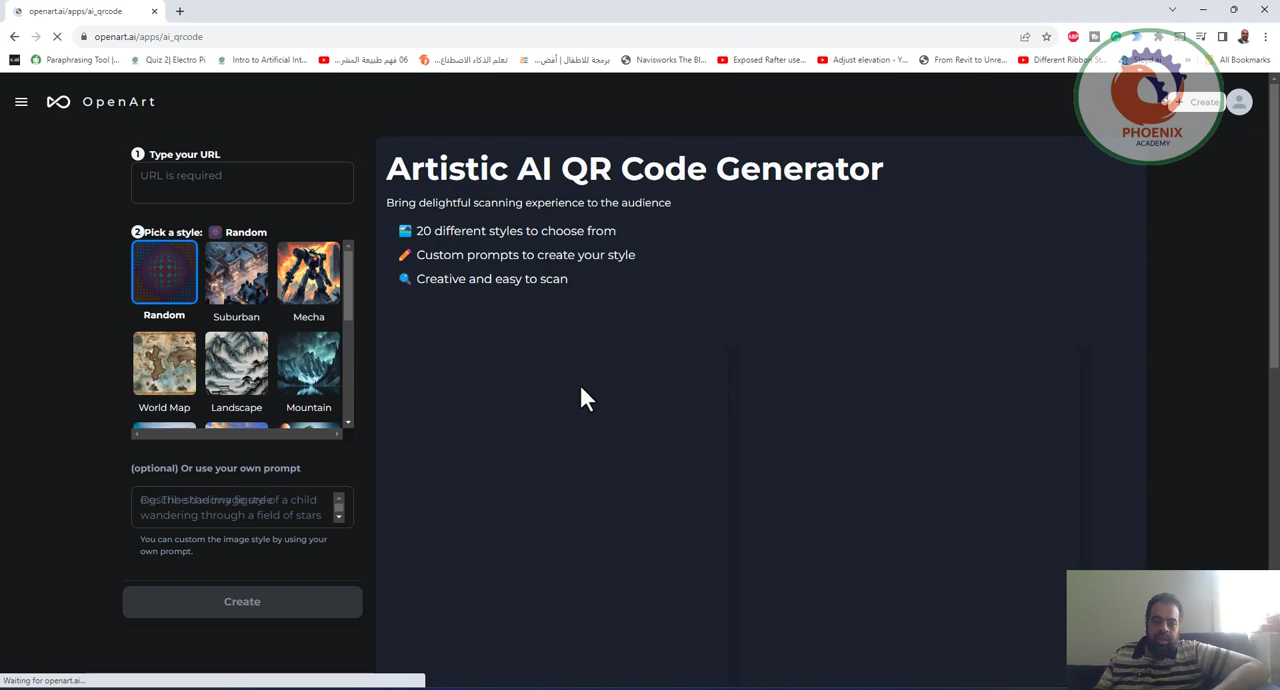 openart.ai/apps/ai_qrcode
openart.ai/apps/ai_qrcode
Paraphrasing Tool |...
Quiz 2| Electro Pi
Intro to Artificial Int...
06 فهم طبيعة المشر...
تعلم الذكاء الاصطناع...
برمجة للاطفال | أفض...
Navisworks The Bl...
Exposed Rafter use...
Adjust elevation - Y...
From Revit to Unre...
Different Ribbon St...
All Bookmarks
OpenArt
Create
PHOENIX
ACADEMY
1 Type your URL
URL is required
2 Pick a style: Random
Random
Suburban
Mecha
World Map
Landscape
Mountain
(optional) Or use your own prompt
wandering through a field of stars
You can custom the image style by using your
own prompt.
Create
Artistic AI QR Code Generator
Bring delightful scanning experience to the audience
20 different styles to choose from
Custom prompts to create your style
Creative and easy to scan
Waiting for openart.ai...